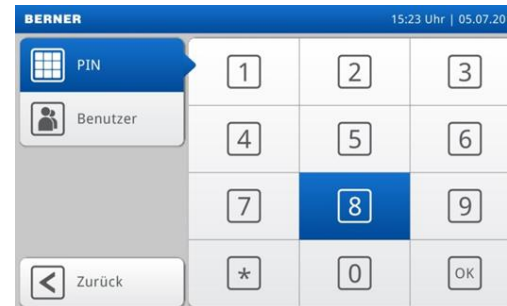 BERNER 15:23 Uhr | 05.07.20
PIN
Benutzer
1 2 3
4 5 6
7 8 9
* 0 OK
Zurück